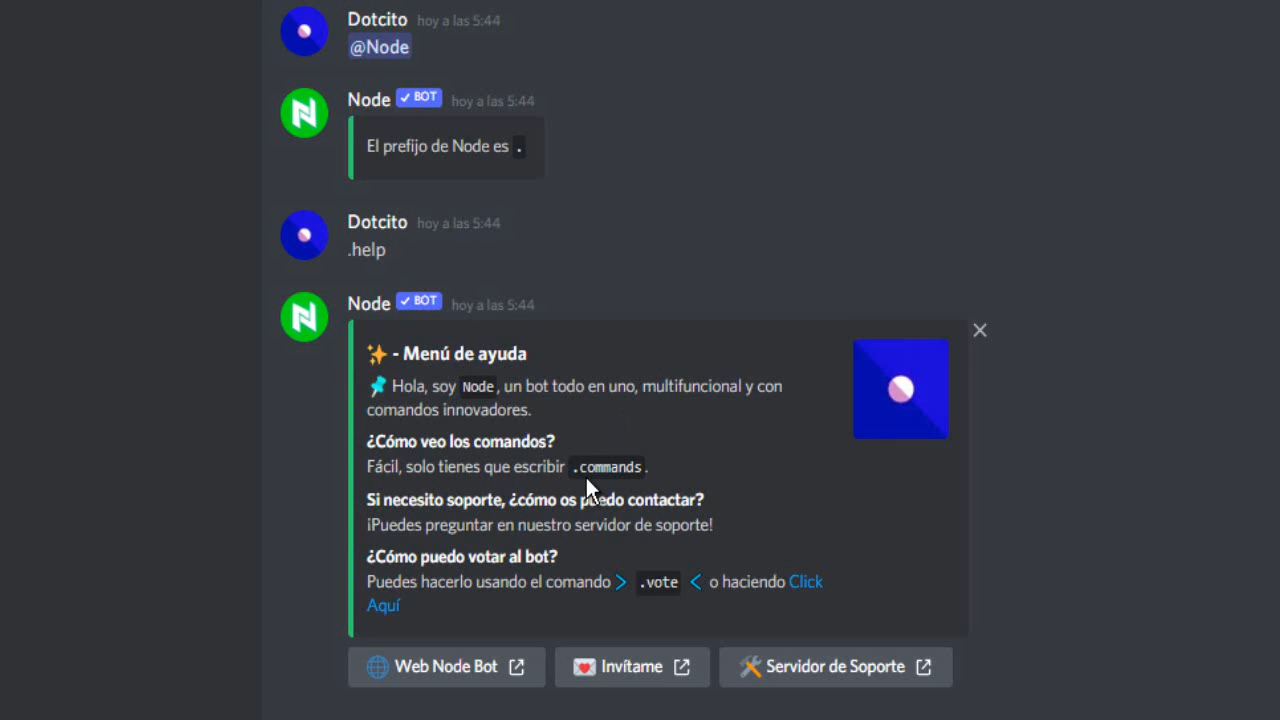 Dotcito hoy a las 5:44
@Node
Node ✓ BOT hoy a las 5:44
El prefijo de Node es .
Dotcito hoy a las 5:44
.help
Node ✓ BOT hoy a las 5:44
✨ - Menú de ayuda
📌 Hola, soy Node, un bot todo en uno, multifuncional y con
comandos innovadores.
¿Cómo veo los comandos?
Fácil, solo tienes que escribir .commands.
Si necesito soporte, ¿cómo os puedo contactar?
¡Puedes preguntar en nuestro servidor de soporte!
¿Cómo puedo votar al bot?
Puedes hacerlo usando el comando > .vote < o haciendo Click
Aquí
Web Node Bot
Invítame
Servidor de Soporte